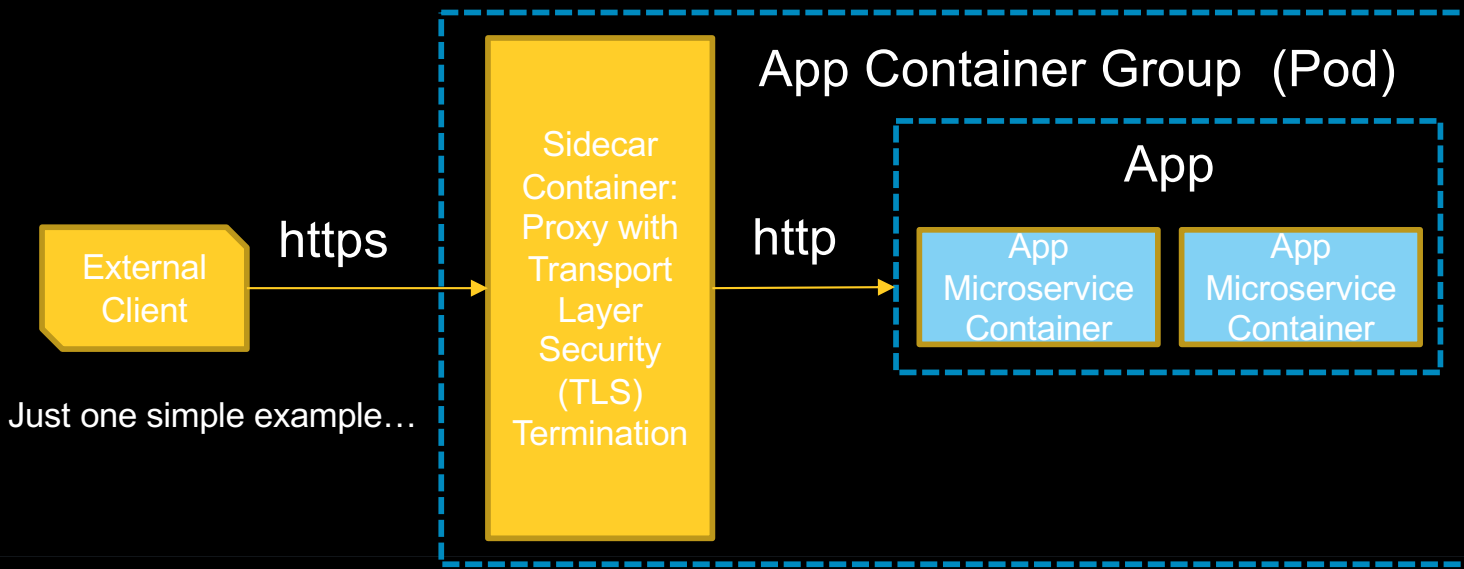 App Container Group  (Pod)
Sidecar
Container:
Proxy with
Transport
Layer
Security
(TLS)
Termination
App
https
http
External
Client
App
Microservice
Container
App
Microservice
Container
Just one simple example…